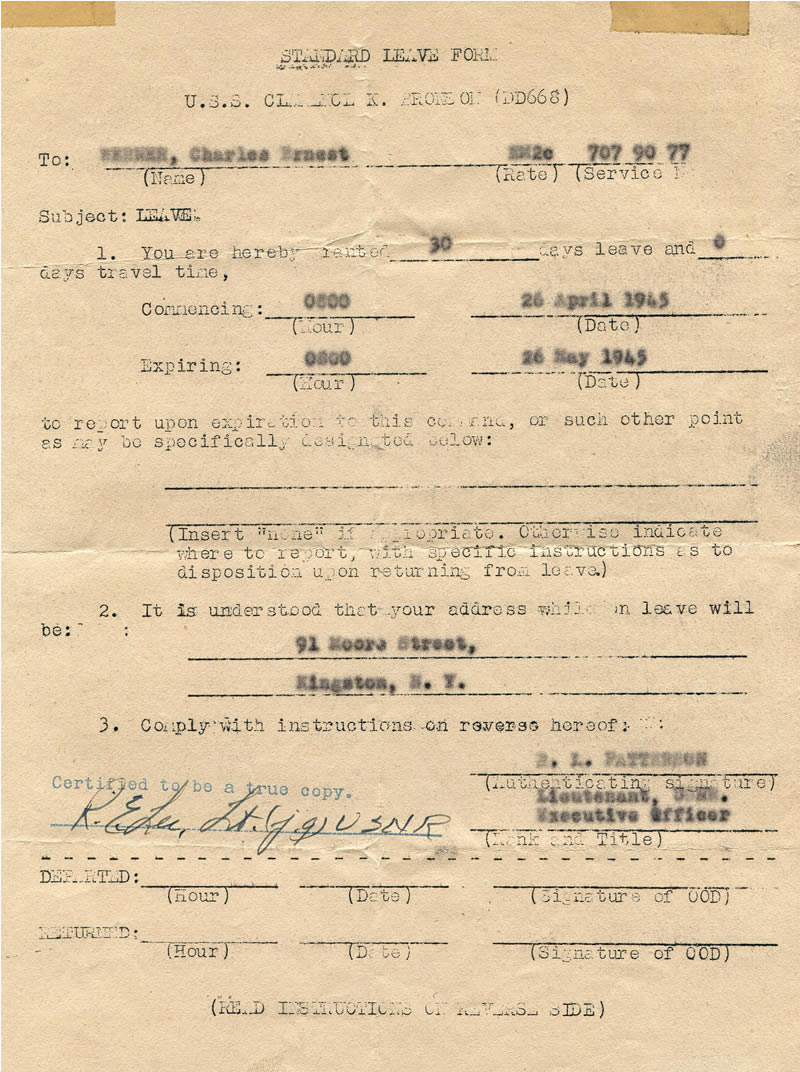 STANDARD LEAVE FORM
U.S.S. CLARENCE K. BRONSON (DD668)
To: WERNER, Charles Ernest 707 90 77
(Name) (Rate) (Service
Subject: LEAVE.
1. You are hereby granted 30 days leave and 0
days travel time,
Commencing: 0800 26 April 1945
(Hour) (Date)
Expiring: 0800 26 May 1945
(Hour) (Date)
to report upon expiration to this command, or such other point
as may be specifically designated below:
(Insert "none" if appropriate. Otherwise indicate
where to report, with specific instructions as to
disposition upon returning from leave.)
2. It is understood that your address while on leave will
be:
91 Moore Street,
Kingston, N. Y.
3. Comply with instructions on reverse hereof:
R. L. PATTERSON
Certified to be a true copy. (Authenticating signature)
Lieutenant, USNR.
R. E. Lee, Lt. (jg) USNR Executive Officer
(Rank and Title)
DEPARTED:
(Hour) (Date) (Signature of OOD)
RETURNED:
(Hour) (Date) (Signature of OOD)
(READ INSTRUCTIONS ON REVERSE SIDE)